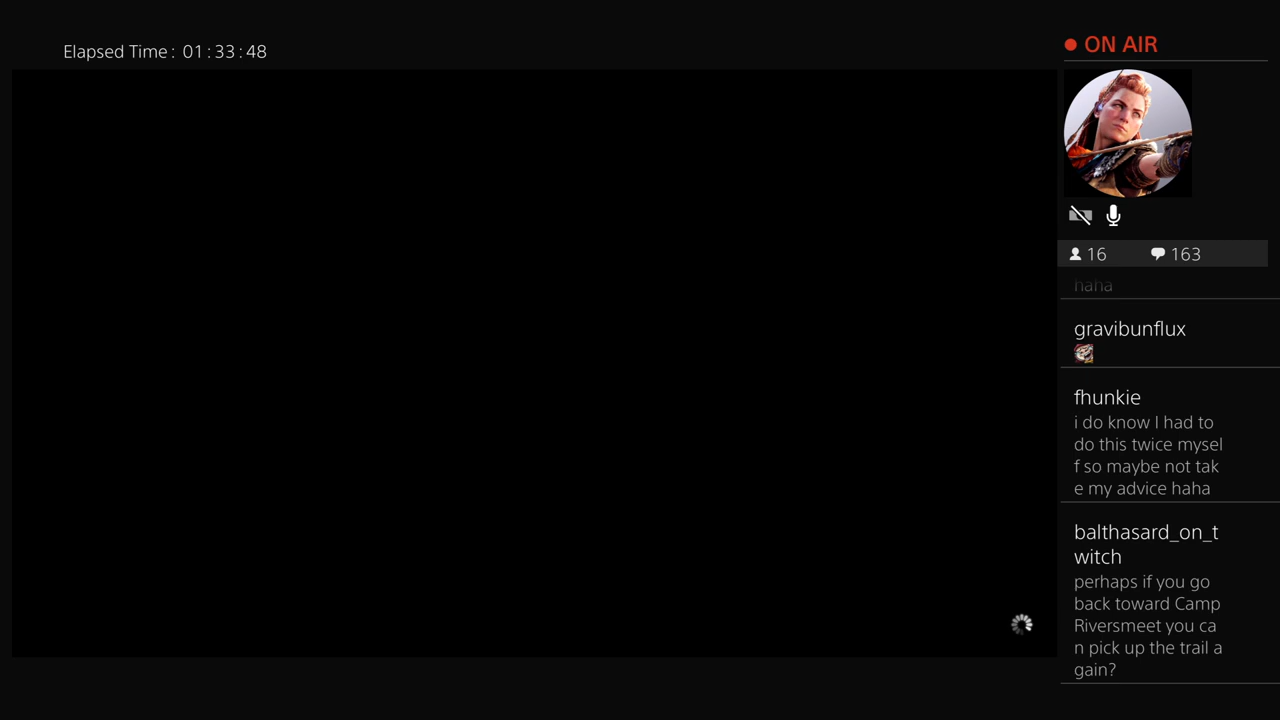 Elapsed Time: 01:33:48
ON AIR
16 163
haha
gravibunflux
fhunkie
i do know I had to
do this twice mysel
f so maybe not tak
e my advice haha
balthasard_on_t
witch
perhaps if you go
back toward Camp
Riversmeet you ca
n pick up the trail a
gain?